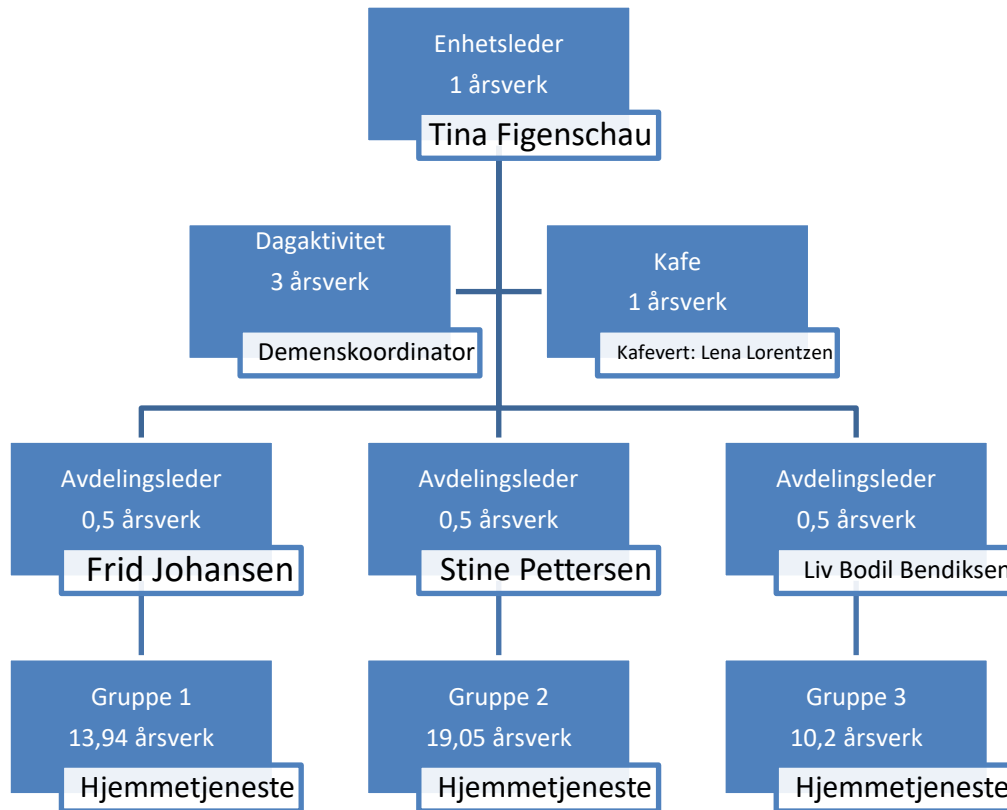 Enhetsleder
1 årsverk
Tina Figenschau
Dagaktivitet
3 årsverk
Demenskoordinator
Kafe
1 årsverk
Kafevert: Lena Lorentzen
Avdelingsleder
0,5 årsverk
Frid Johansen
Avdelingsleder
0,5 årsverk
Stine Pettersen
Avdelingsleder
0,5 årsverk
Liv Bodil Bendiksen
Gruppe 1
13,94 årsverk
Hjemmetjeneste
Gruppe 2
19,05 årsverk
Hjemmetjeneste
Gruppe 3
10,2 årsverk
Hjemmetjeneste